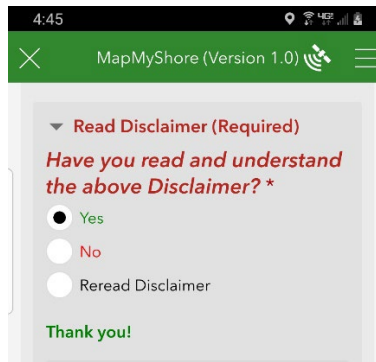 4:45
4GE
MapMyShore (Version 1.0)
Read Disclaimer (Required)
Have you read and understand
the above Disclaimer? *
Yes
No
Reread Disclaimer
Thank you!